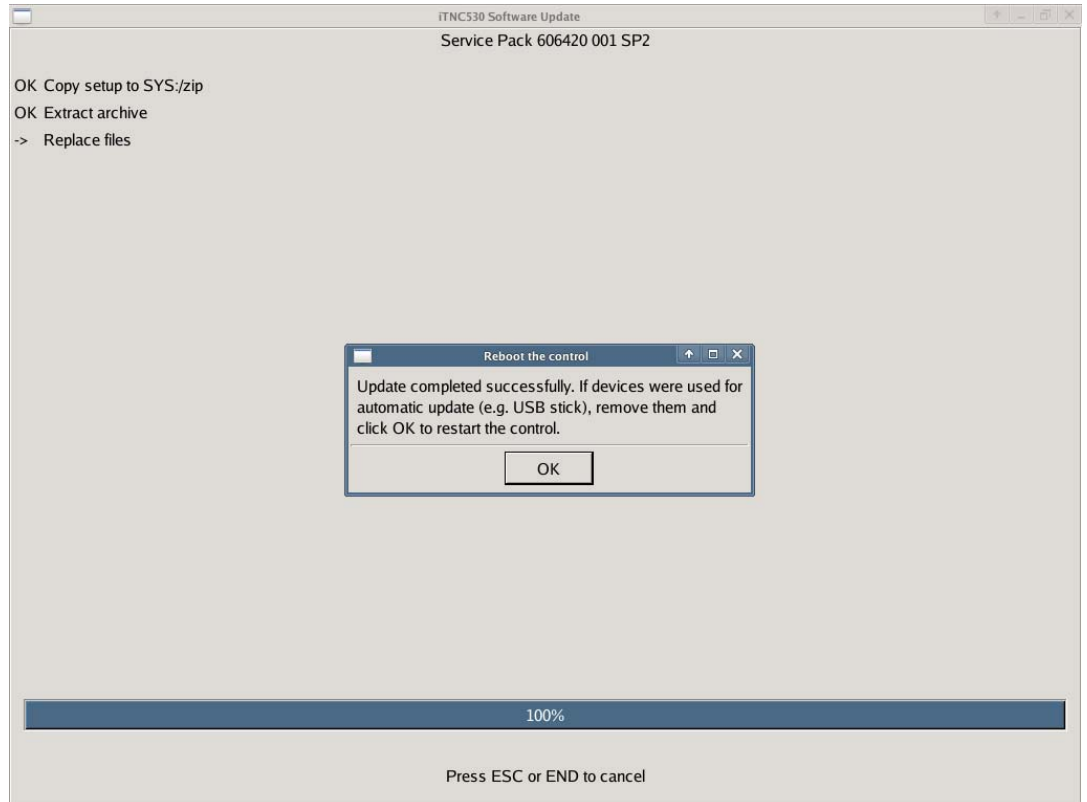 iTNC530 Software Update
Service Pack 606420 001 SP2
OK Copy setup to SYS:/zip
OK Extract archive
-> Replace files
Reboot the control
Update completed successfully. If devices were used for
automatic update (e.g. USB stick), remove them and
click OK to restart the control.
OK
100%
Press ESC or END to cancel